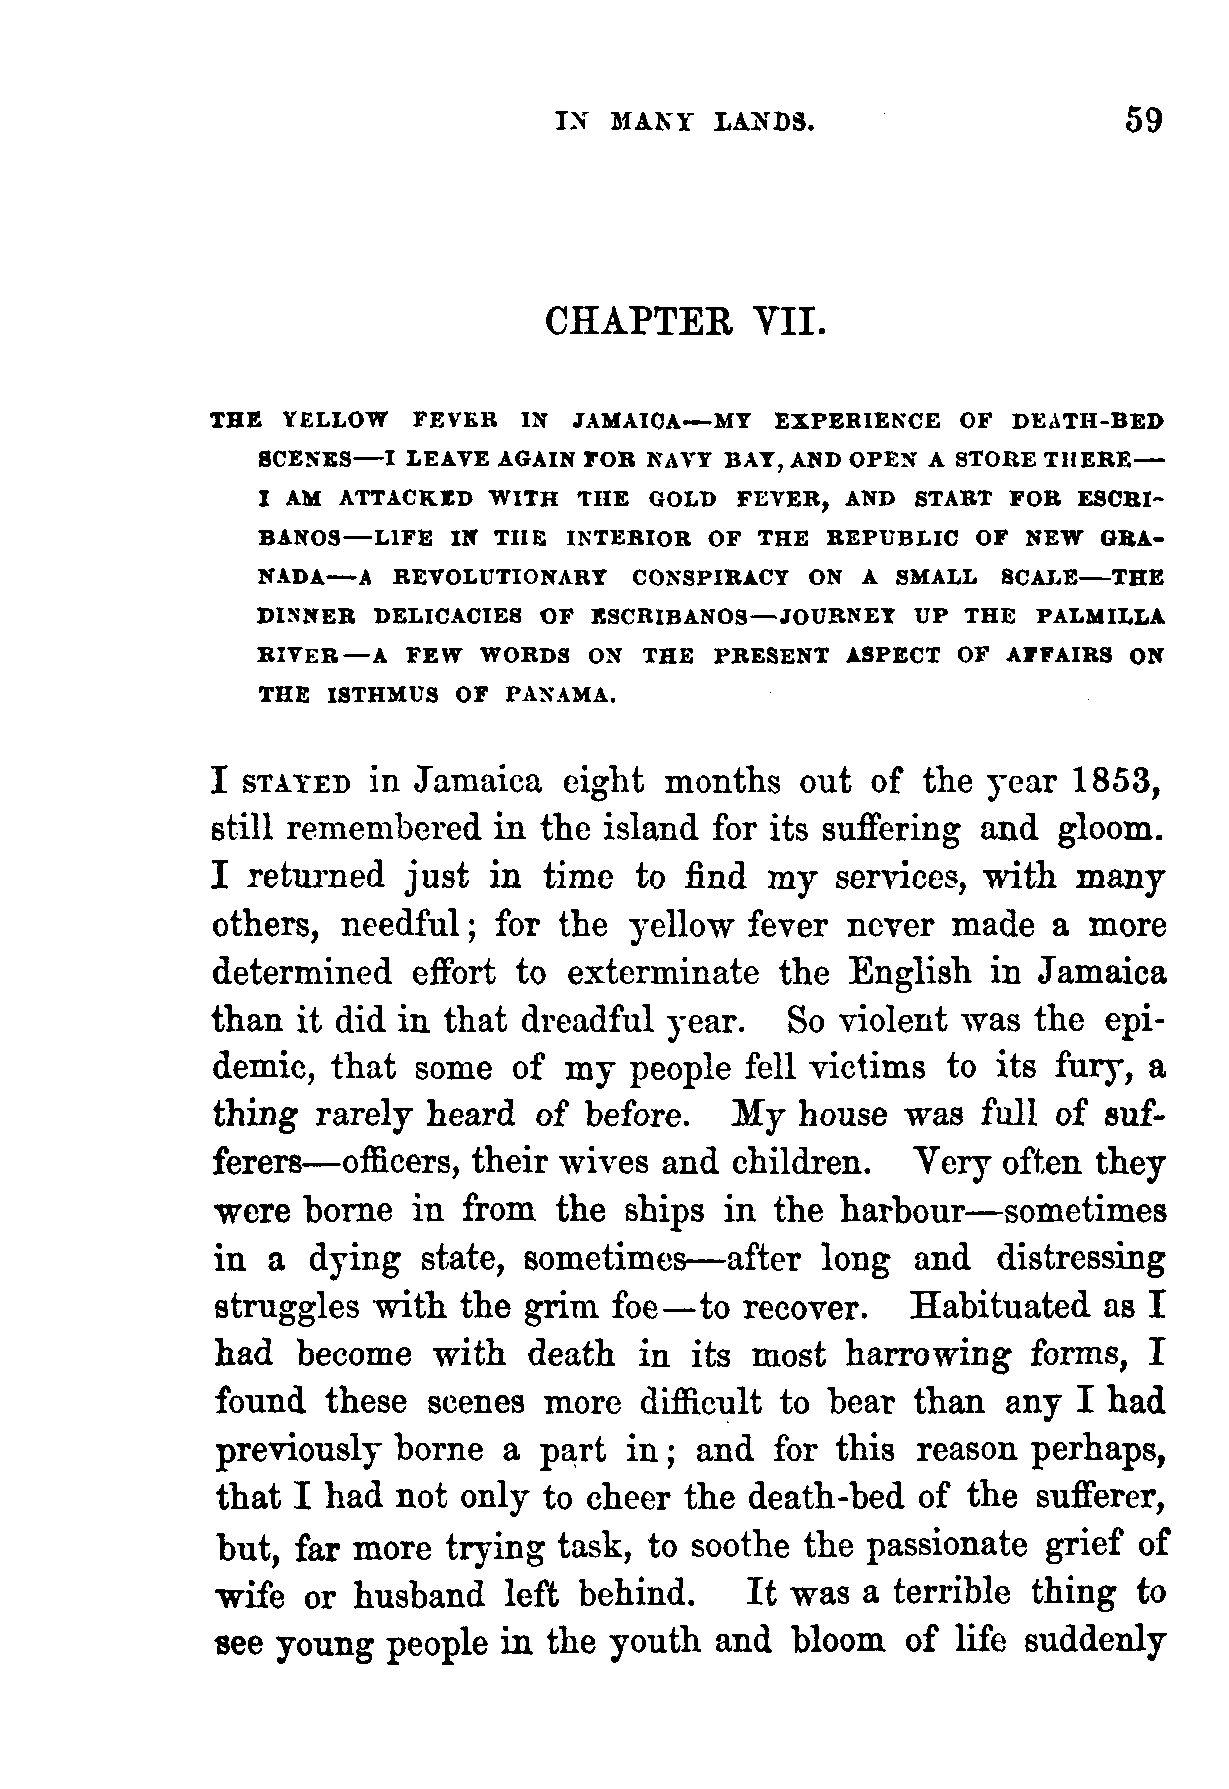 IN MANY LANDS. 59
CHAPTER VII.
THE YELLOW FEVER IN JAMAICA—MY EXPERIENCE OF DEATH-BED
SCENES—I LEAVE AGAIN FOR NAVY BAY, AND OPEN A STORE THERE—
I AM ATTACKED WITH THE GOLD FEVER, AND START FOR ESCRI-
BANOS—LIFE IN THE INTERIOR OF THE REPUBLIC OF NEW GRA-
NADA—A REVOLUTIONARY CONSPIRACY ON A SMALL SCALE—THE
DINNER DELICACIES OF ESCRIBANOS—JOURNEY UP THE PALMILLA
RIVER—A FEW WORDS ON THE PRESENT ASPECT OF AFFAIRS ON
THE ISTHMUS OF PANAMA.
I STAYED in Jamaica eight months out of the year 1853,
still remembered in the island for its suffering and gloom.
I returned just in time to find my services, with many
others, needful; for the yellow fever never made a more
determined effort to exterminate the English in Jamaica
than it did in that dreadful year. So violent was the epi-
demic, that some of my people fell victims to its fury, a
thing rarely heard of before. My house was full of suf-
ferers—officers, their wives and children. Very often they
were borne in from the ships in the harbour—sometimes
in a dying state, sometimes—after long and distressing
struggles with the grim foe—to recover. Habituated as I
had become with death in its most harrowing forms, I
found these scenes more difficult to bear than any I had
previously borne a part in; and for this reason perhaps,
that I had not only to cheer the death-bed of the sufferer,
but, far more trying task, to soothe the passionate grief of
wife or husband left behind. It was a terrible thing to
see young people in the youth and bloom of life suddenly